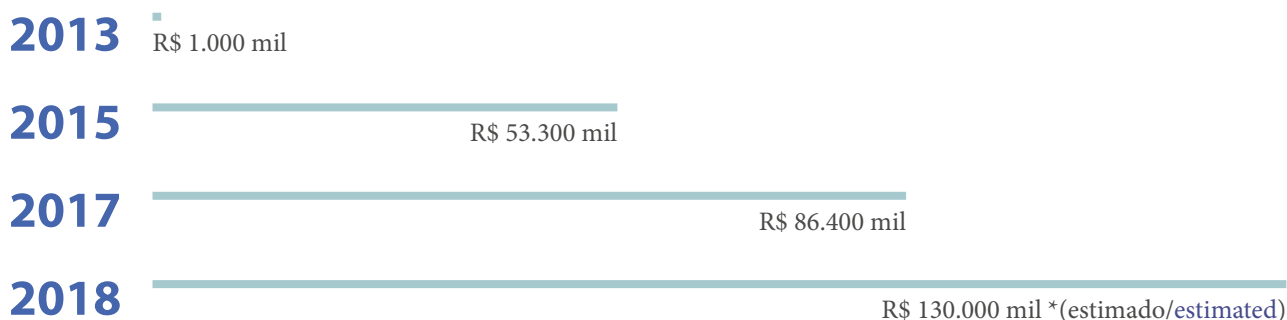 2013
R$ 1.000 mil
2015
R$ 53.300 mil
2017
R$ 86.400 mil
2018
R$ 130.000 mil *(estimado/estimated)